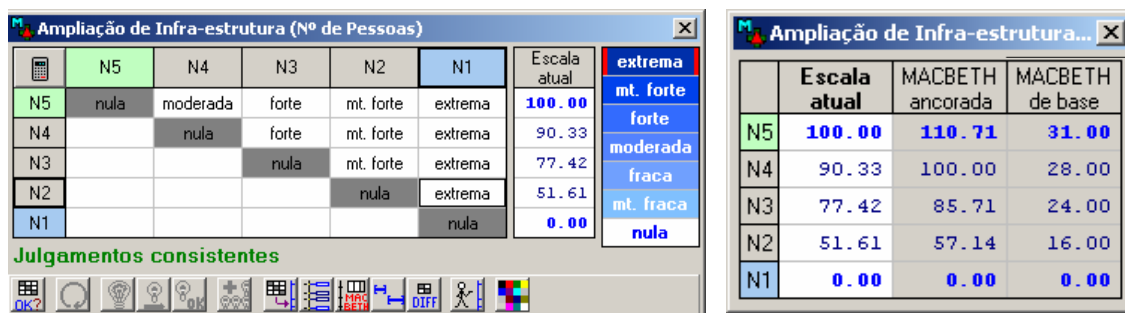 Ampliação de Infra-estrutura (Nº de Pessoas)
N5 N4 N3 N2 N1 Escala atual
N5 nula moderada forte mt. forte extrema 100.00
N4 nula forte mt. forte extrema 90.33
N3 nula mt. forte extrema 77.42
N2 nula extrema 51.61
N1 nula 0.00
extrema
mt. forte
forte
moderada
fraca
mt. fraca
nula
Julgamentos consistentes
OK? OK MAC BETH DIFF
Ampliação de Infra-estrutura...
Escala atual MACBETH ancorada MACBETH de base
N5 100.00 110.71 31.00
N4 90.33 100.00 28.00
N3 77.42 85.71 24.00
N2 51.61 57.14 16.00
N1 0.00 0.00 0.00